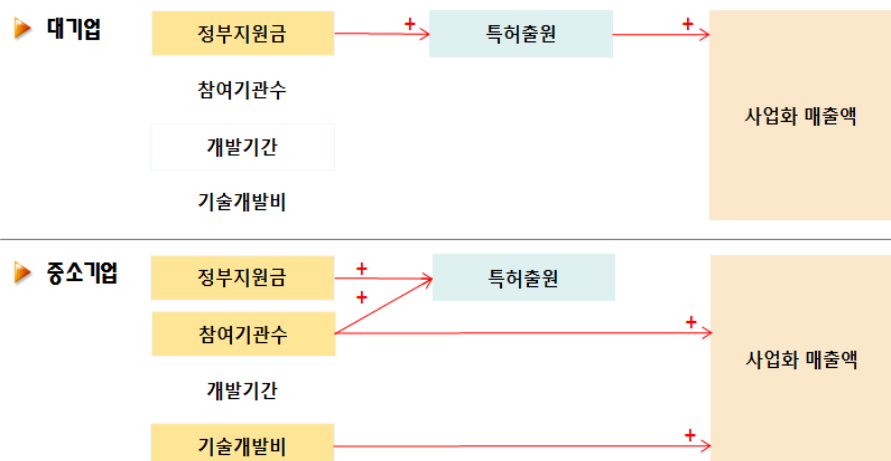 대기업
정부지원금 + 특허출원 +
참여기관수
사업화 매출액
개발기간
기술개발비
중소기업
정부지원금 + 특허출원
+
참여기관수 +
사업화 매출액
개발기간
기술개발비 +